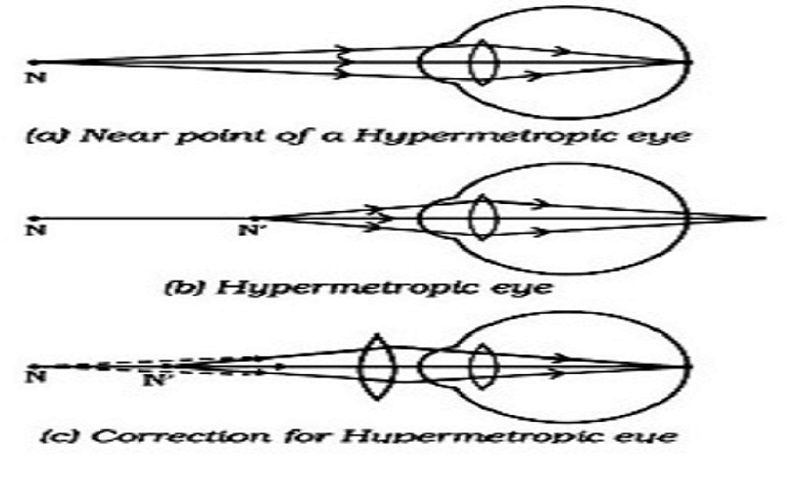 N
(a) Near point of a Hypermetropic eye
N N'
(b) Hypermetropic eye
N N'
(c) Correction for Hypermetropic eye